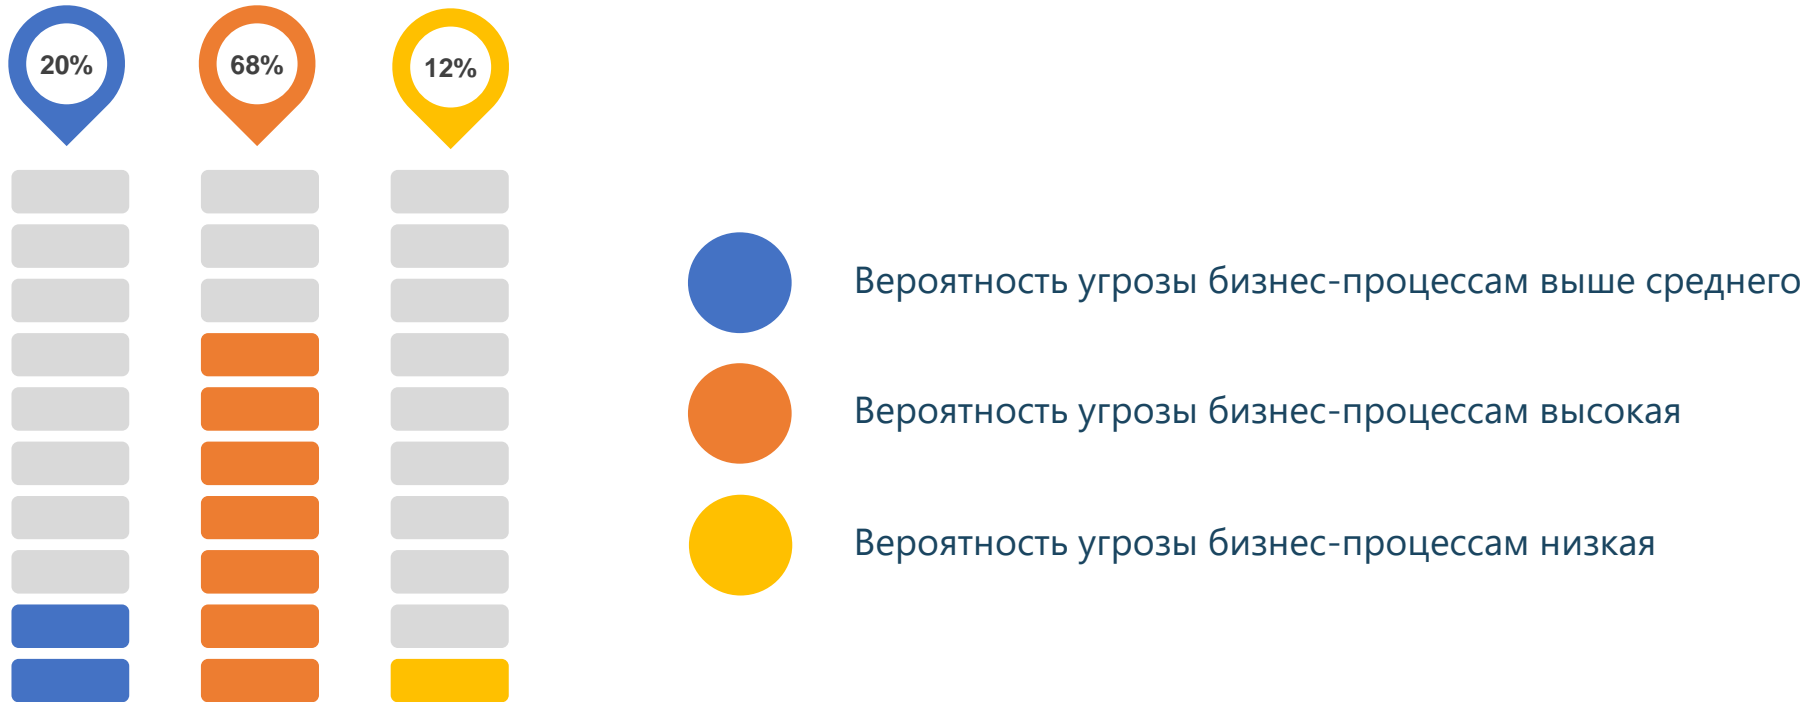 20%
68%
12%
Вероятность угрозы бизнес-процессам выше среднего
Вероятность угрозы бизнес-процессам высокая
Вероятность угрозы бизнес-процессам низкая